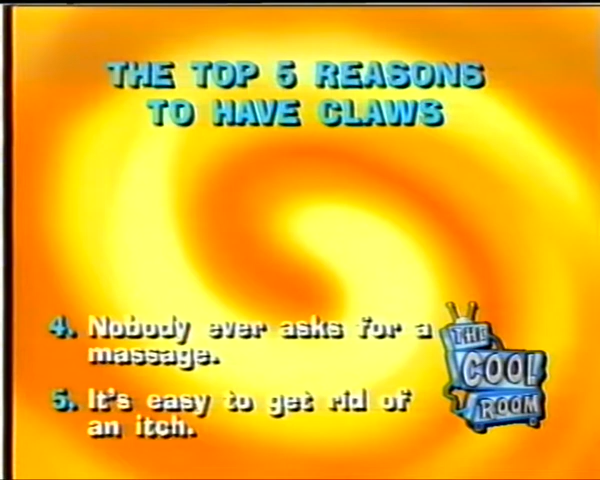 THE TOP 5 REASONS
TO HAVE CLAWS
4. Nobody ever asks for a
massage.
5. It's easy to get rid of
an itch.
THE
COOL
ROOM